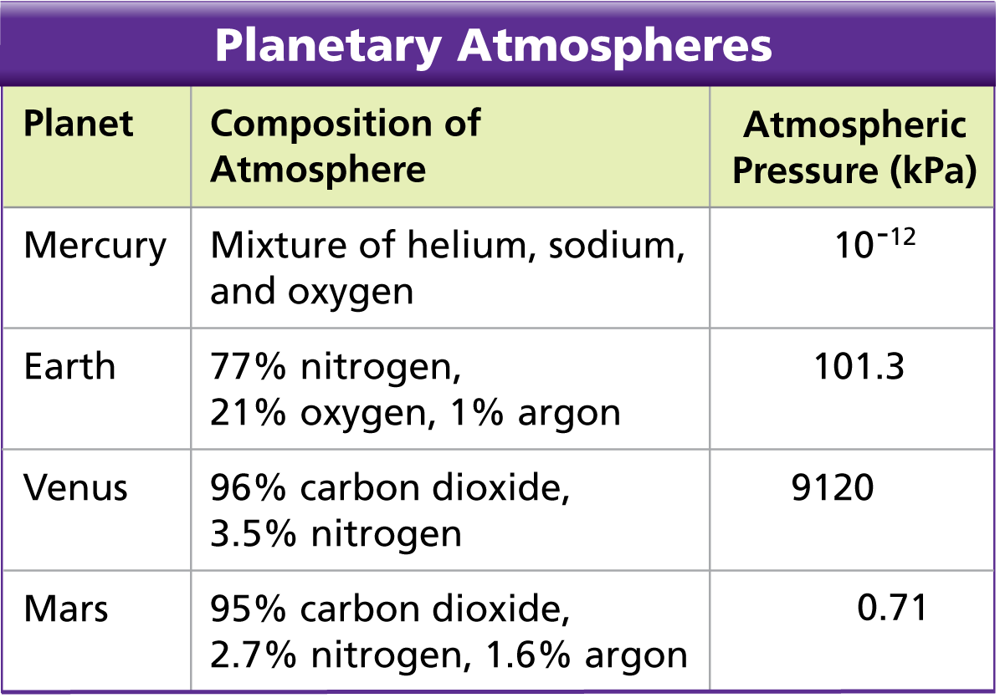 Planetary Atmospheres
Planet
Composition of
Atmosphere
Atmospheric
Pressure (kPa)
Mercury
Mixture of helium, sodium,
and oxygen
10⁻¹²
Earth
77% nitrogen,
21% oxygen, 1% argon
101.3
Venus
96% carbon dioxide,
3.5% nitrogen
9120
Mars
95% carbon dioxide,
2.7% nitrogen, 1.6% argon
0.71